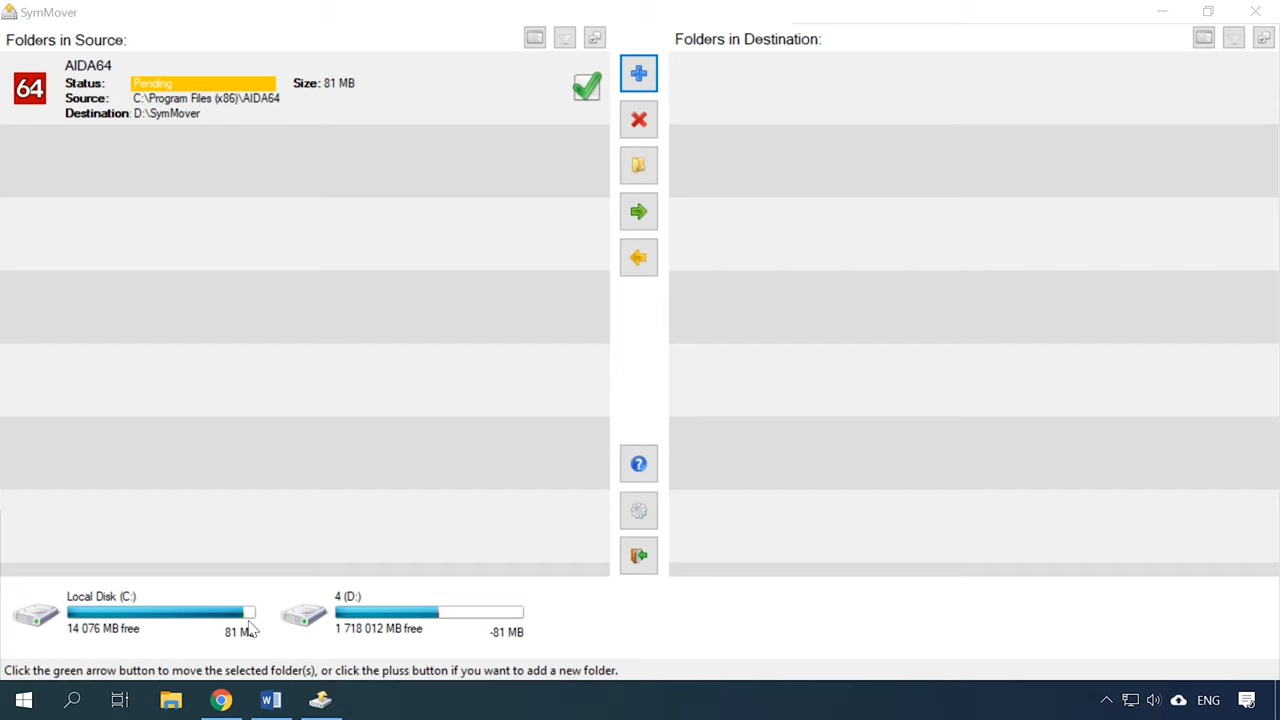 SymMover
Folders in Source:
Folders in Destination:
AIDA64
64
Status: Pending Size: 81 MB
Source: C:\Program Files (x86)\AIDA64
Destination: D:\SymMover
Local Disk (C:)
14 076 MB free
4 (D:)
1 718 012 MB free -81 MB
Click the green arrow button to move the selected folder(s), or click the pluss button if you want to add a new folder.
ENG